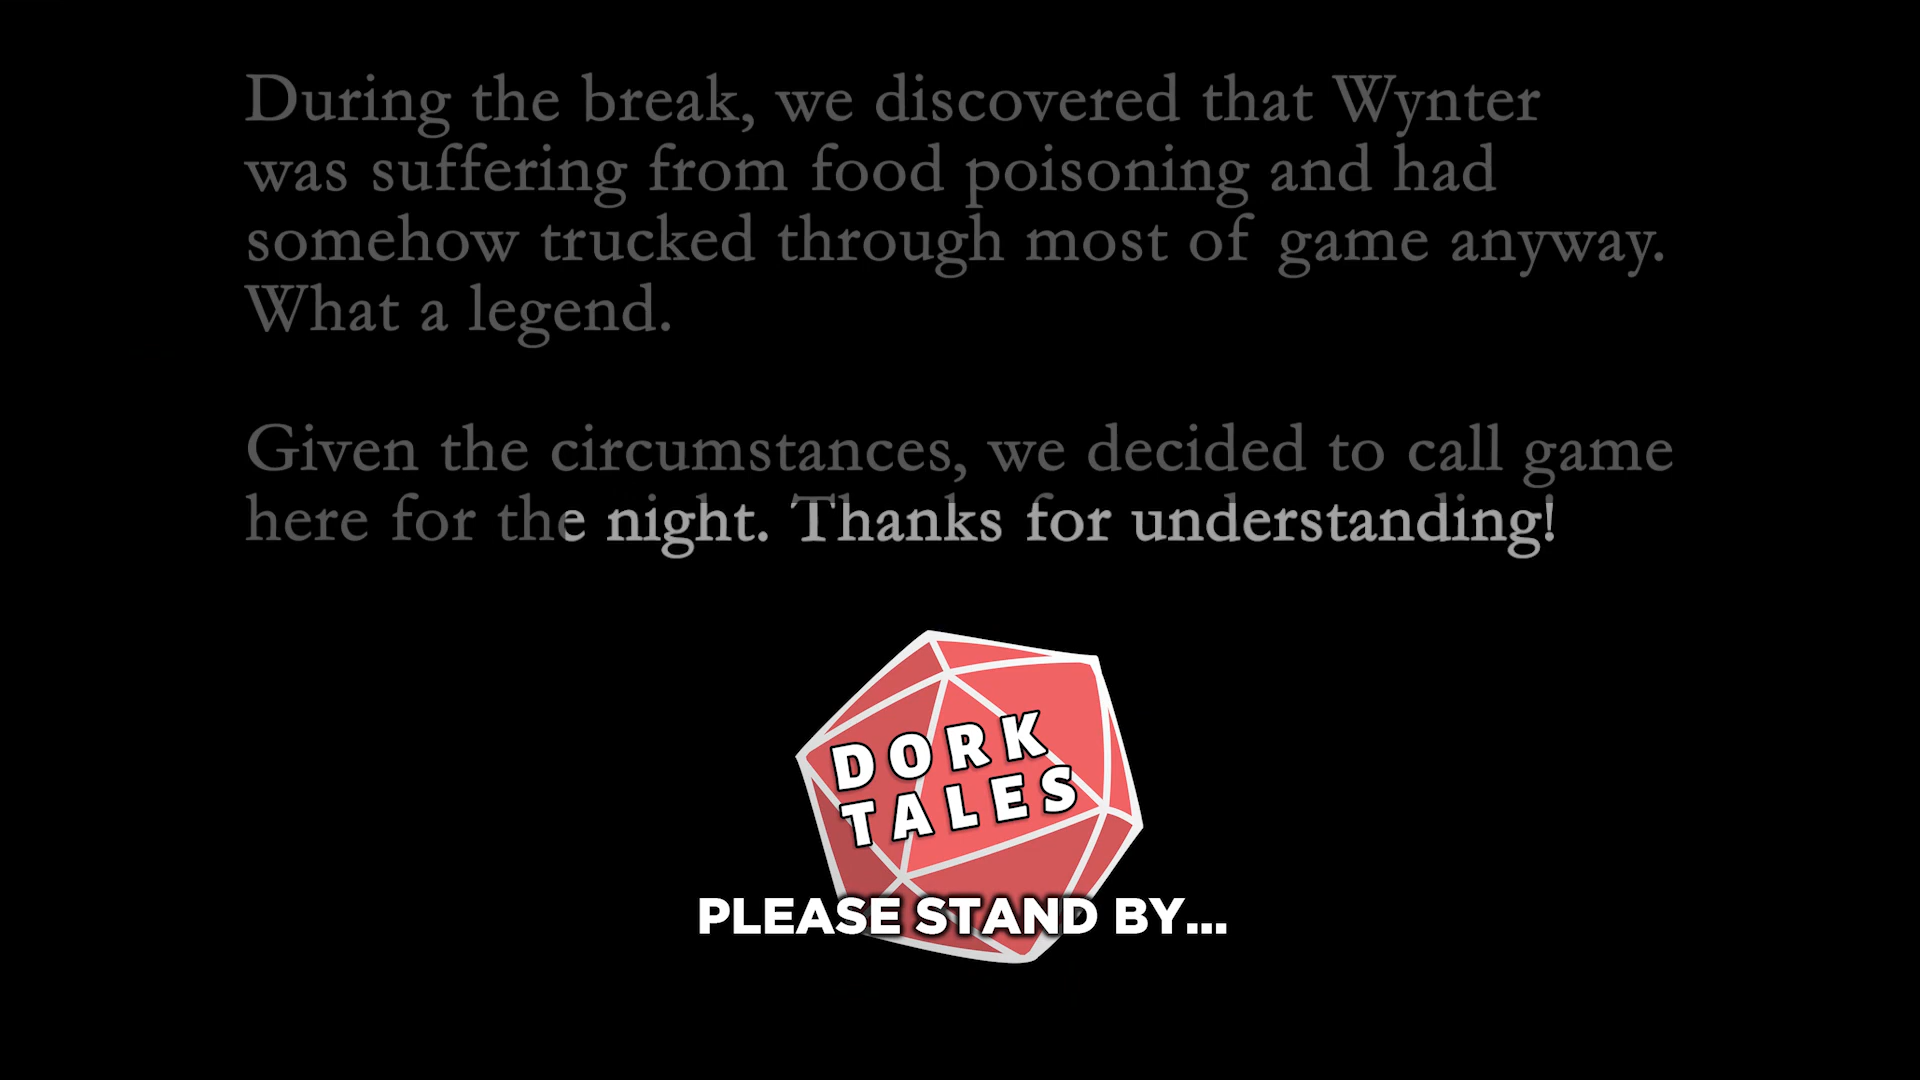 During the break, we discovered that Wynter
was suffering from food poisoning and had
somehow trucked through most of game anyway.
What a legend.
Given the circumstances, we decided to call game
here for the night. Thanks for understanding!
DORK
TALES
PLEASE STAND BY...